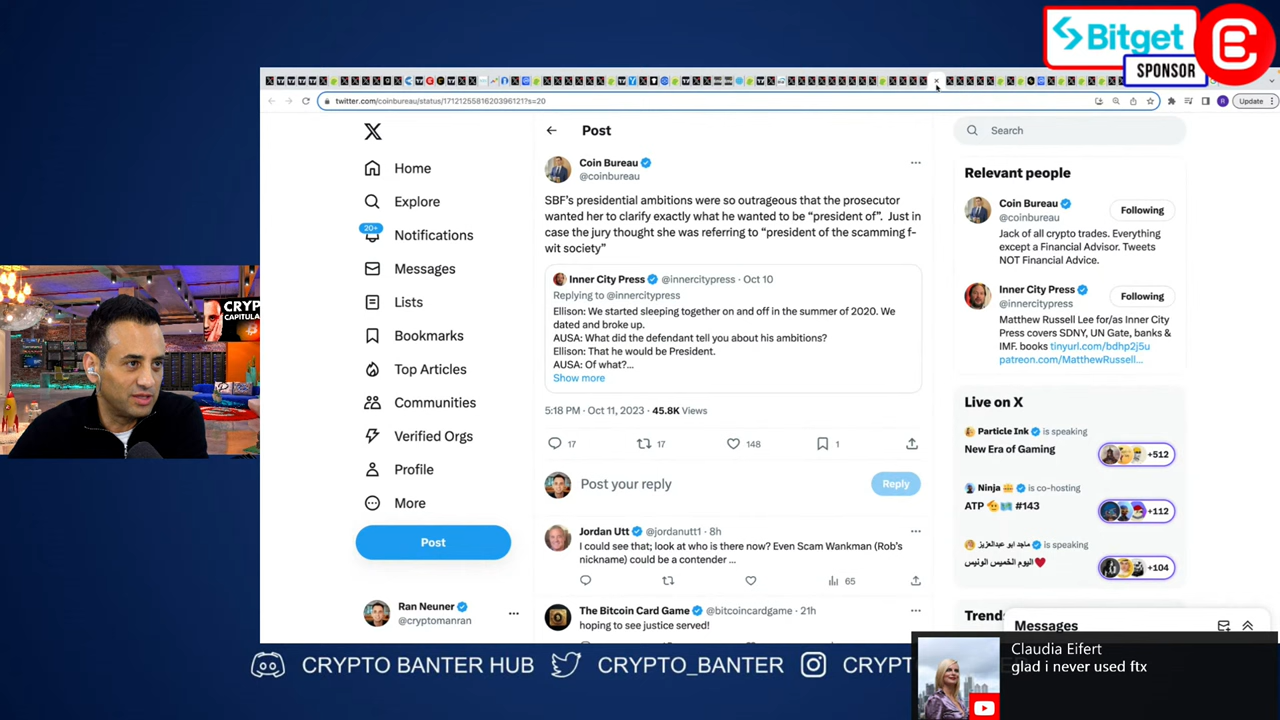 Bitget
SPONSOR
twitter.com/coinbureau/status/1712125581620396121?s=20
Update
Post
Search
Home
Explore
20+
Notifications
Messages
Lists
Bookmarks
Top Articles
Communities
Verified Orgs
Profile
More
Post
Ran Neuner
@cryptomanran
Coin Bureau
@coinbureau
SBF's presidential ambitions were so outrageous that the prosecutor
wanted her to clarify exactly what he wanted to be "president of". Just in
case the jury thought she was referring to "president of the scamming f-
wit society"
Inner City Press @innercitypress · Oct 10
Replying to @innercitypress
Ellison: We started sleeping together on and off in the summer of 2020. We
dated and broke up.
AUSA: What did the defendant tell you about his ambitions?
Ellison: That he would be President.
AUSA: Of what?...
Show more
5:18 PM · Oct 11, 2023 · 45.8K Views
17 17 148 1
Post your reply
Reply
Jordan Utt @jordanutt1 · 8h
I could see that; look at who is there now? Even Scam Wankman (Rob's
nickname) could be a contender ...
65
The Bitcoin Card Game @bitcoincardgame · 21h
hoping to see justice served!
Relevant people
Coin Bureau
@coinbureau
Following
Jack of all crypto trades. Everything
except a Financial Advisor. Tweets
NOT Financial Advice.
Inner City Press
@innercitypress
Following
Matthew Russell Lee for/as Inner City
Press covers SDNY, UN Gate, banks &
IMF. books tinyurl.com/bdhp2j5u
patreon.com/MatthewRussell...
Live on X
Particle Ink is speaking
New Era of Gaming
+512
Ninja is co-hosting
ATP #143
+112
ماجد ابو عبدالعزيز is speaking
اليوم الخميس الونيس
+104
Trends
Messages
CRYP
CAPITULA
CRYPTO BANTER HUB
CRYPTO_BANTER
CRYPT
Claudia Eifert
glad i never used ftx